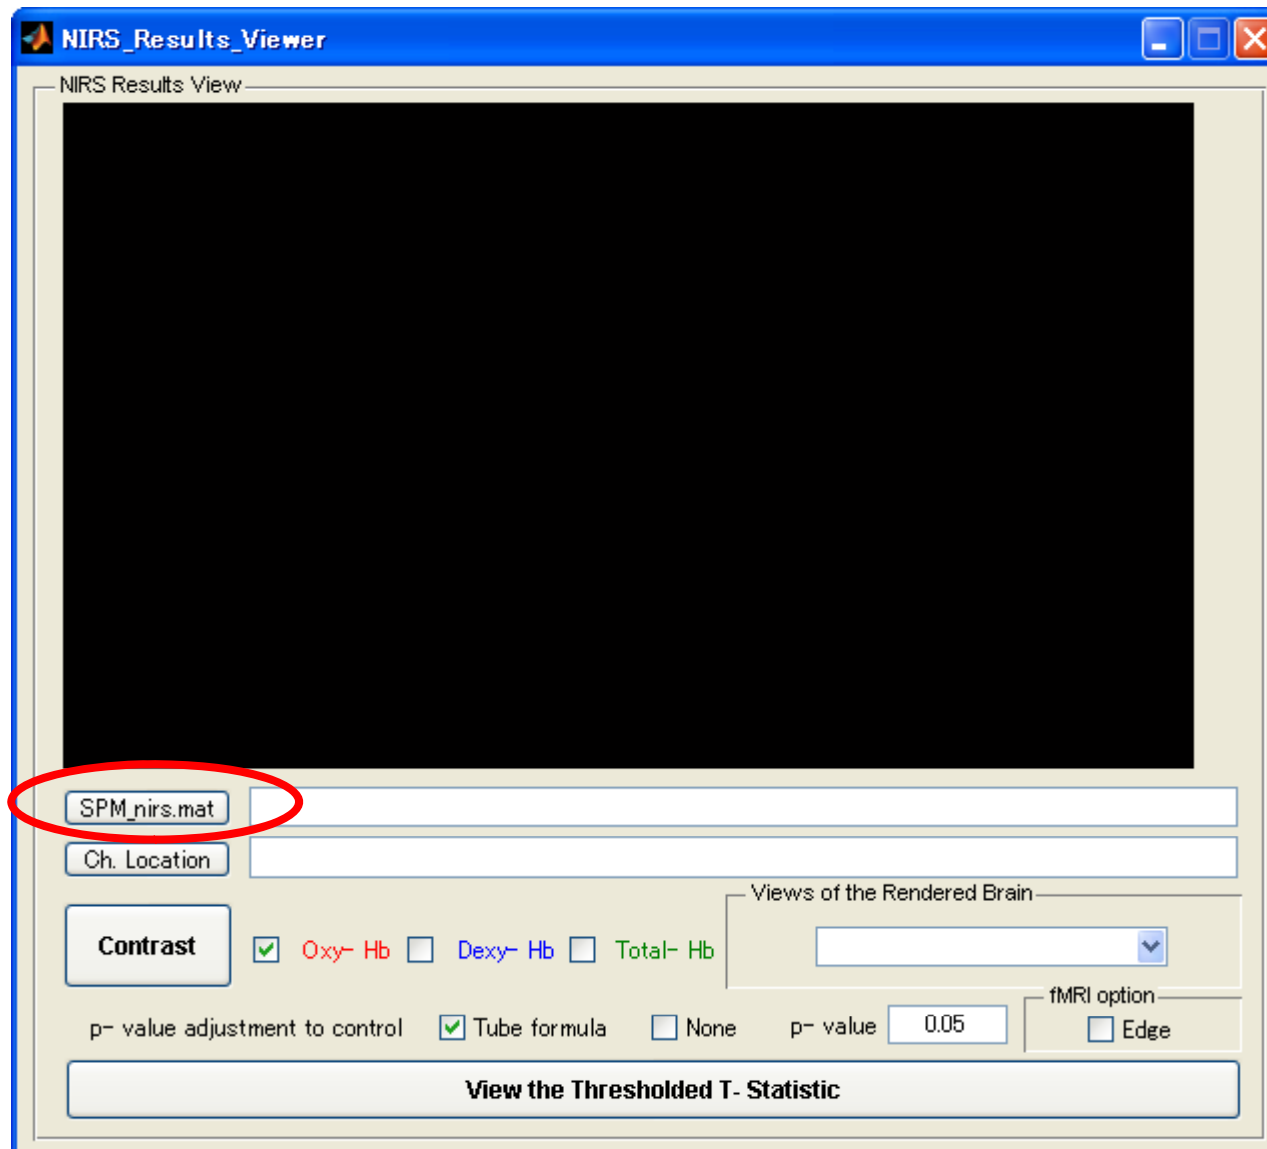 NIRS_Results_Viewer
NIRS Results View
SPM_nirs.mat
Ch. Location
Views of the Rendered Brain
Contrast
Oxy- Hb
Dexy- Hb
Total- Hb
fMRI option
p- value adjustment to control
Tube formula
None
p- value
0.05
Edge
View the Thresholded T- Statistic